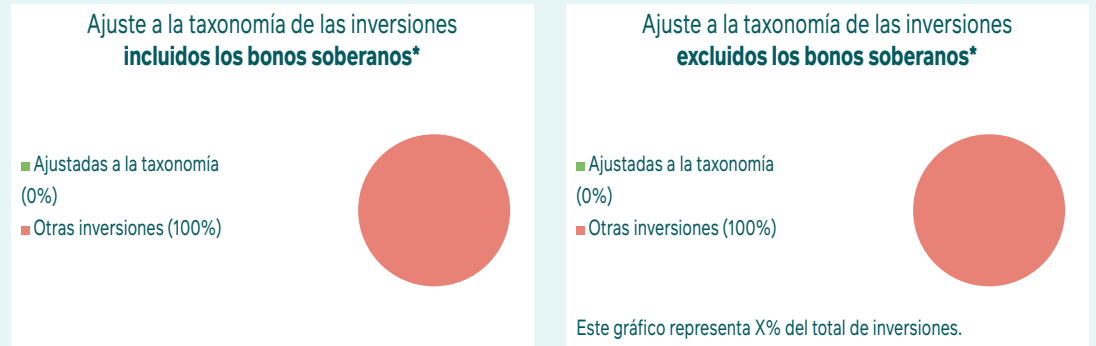 Ajuste a la taxonomía de las inversiones
incluidos los bonos soberanos*
Ajustadas a la taxonomía
(0%)
Otras inversiones (100%)
Ajuste a la taxonomía de las inversiones
excluidos los bonos soberanos*
Ajustadas a la taxonomía
(0%)
Otras inversiones (100%)
Este gráfico representa X% del total de inversiones.